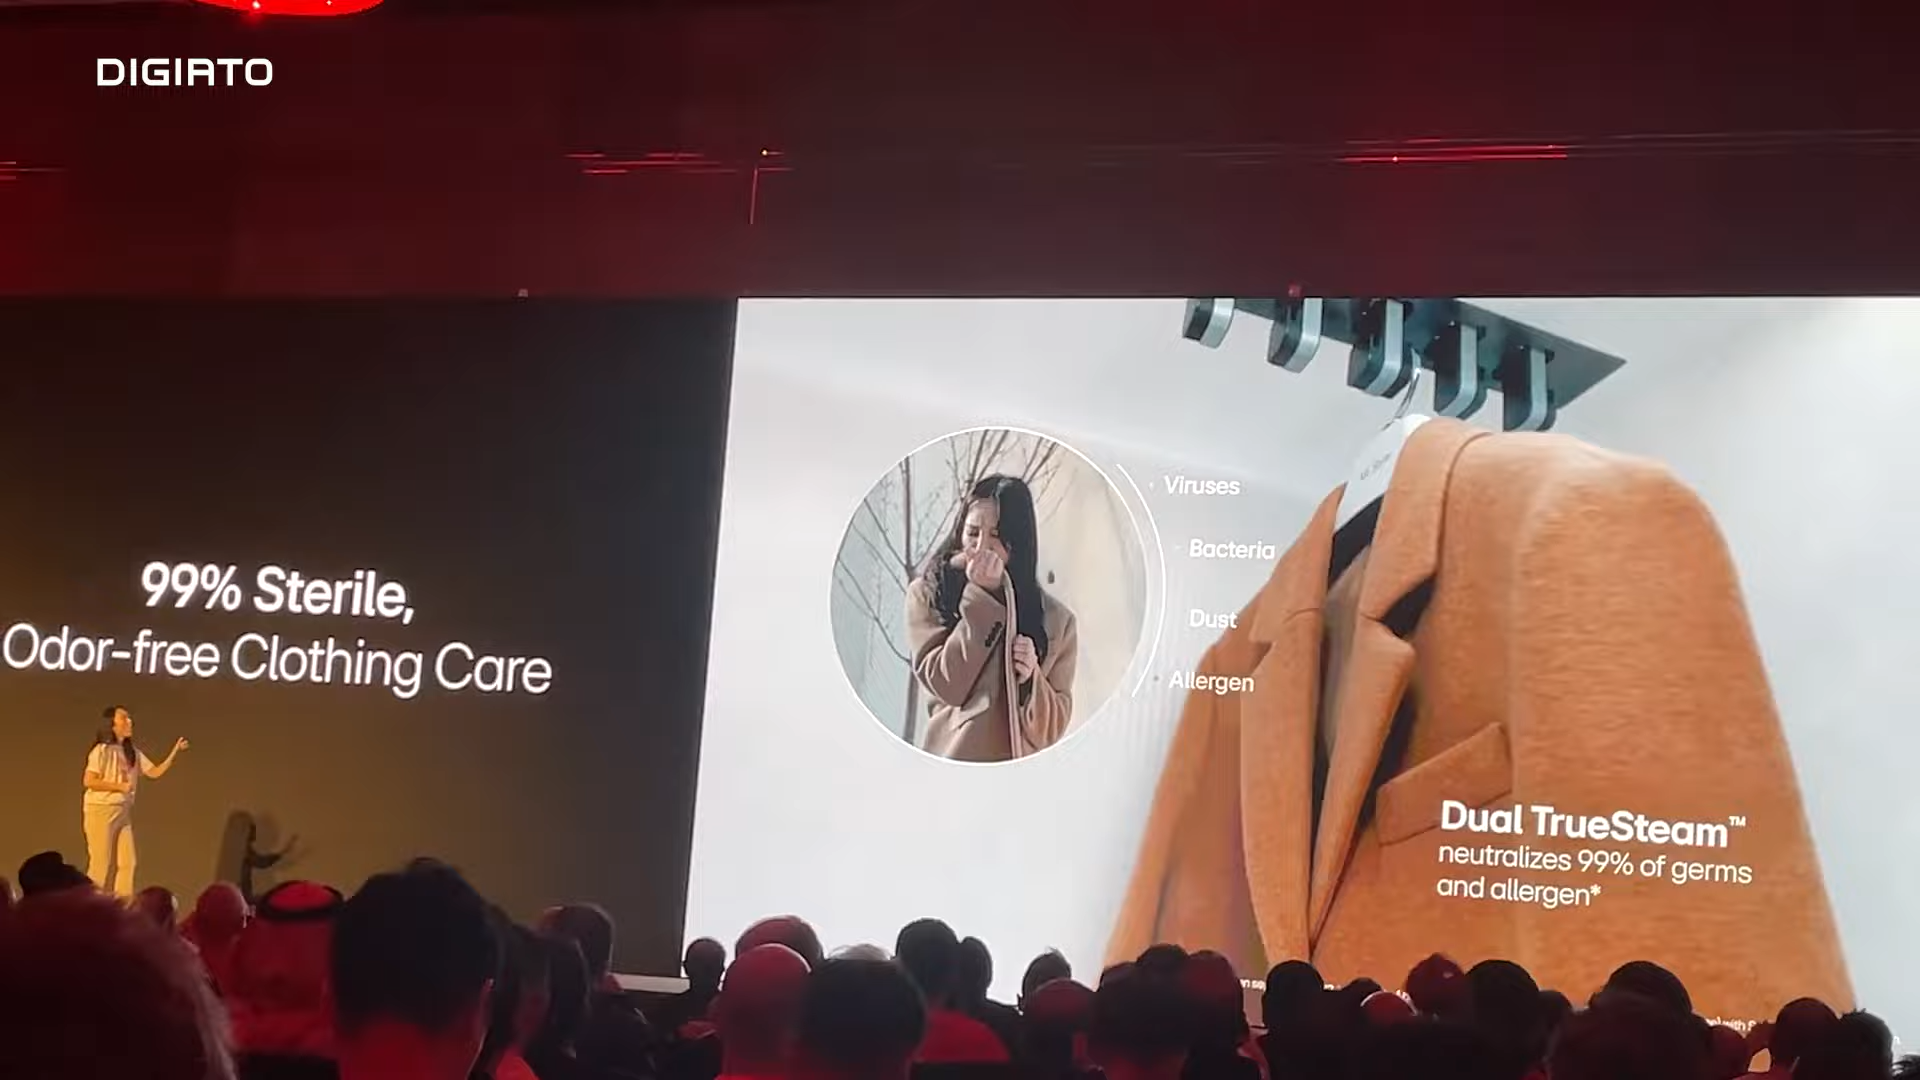 DIGIATO
99% Sterile,
Odor-free Clothing Care
Viruses
Bacteria
Dust
Allergen
Dual TrueSteam™
neutralizes 99% of germs
and allergen*